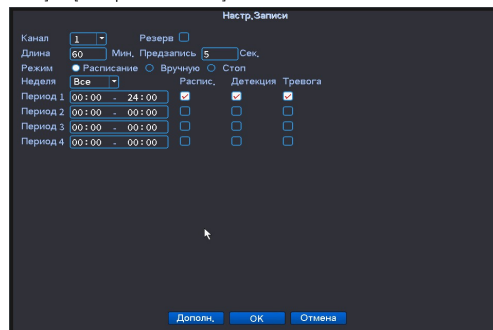 Настр,Записи
Канал 1 Резерв
Длина 60 Мин. Предзапись 5 Сек,
Режим Расписание Вручную Стоп
Неделя Все Распис, Детекция Тревога
Период 1 00:00 - 24:00
Период 2 00:00 - 00:00
Период 3 00:00 - 00:00
Период 4 00:00 - 00:00
Дополн, OK Отмена